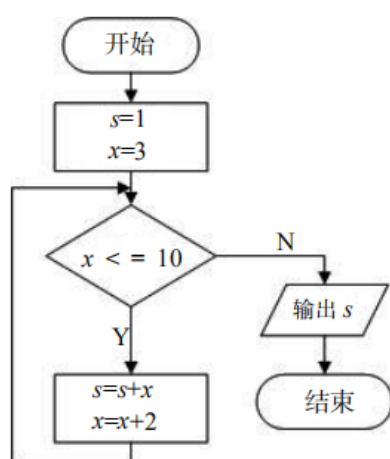 开始
s=1
x=3
x < = 10
N
输出 s
Y
s=s+x
x=x+2
结束